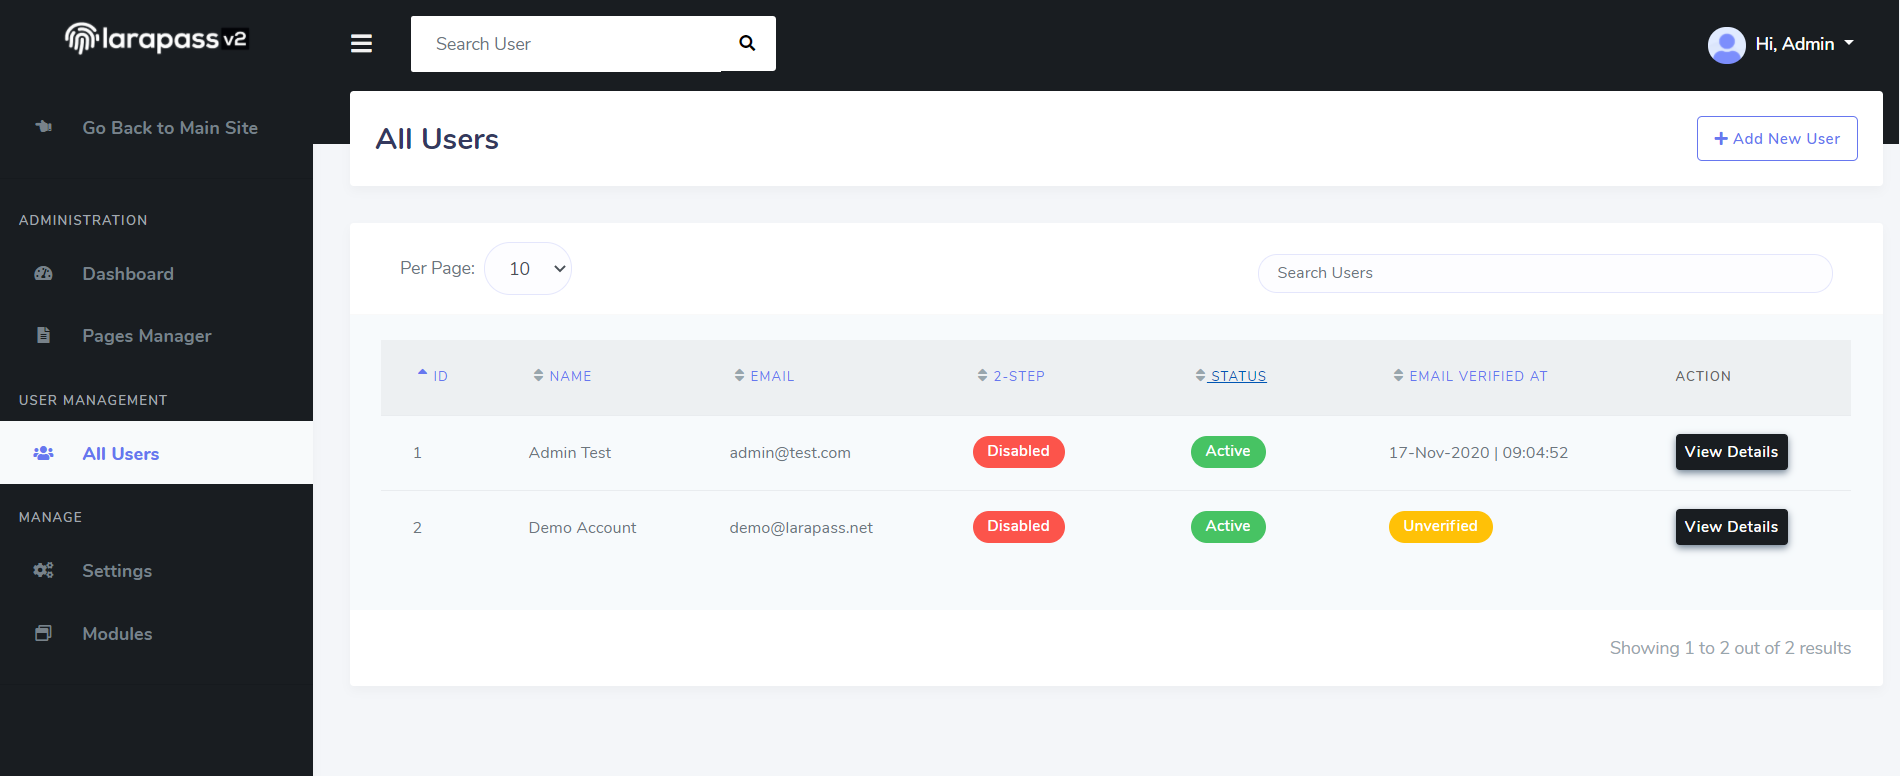 larapass v2
Search User
Hi, Admin
Go Back to Main Site
ADMINISTRATION
Dashboard
Pages Manager
USER MANAGEMENT
All Users
MANAGE
Settings
Modules
All Users
Add New User
Per Page: 10
Search Users
ID NAME EMAIL 2-STEP STATUS EMAIL VERIFIED AT ACTION
1 Admin Test admin@test.com Disabled Active 17-Nov-2020 | 09:04:52 View Details
2 Demo Account demo@larapass.net Disabled Active Unverified View Details
Showing 1 to 2 out of 2 results